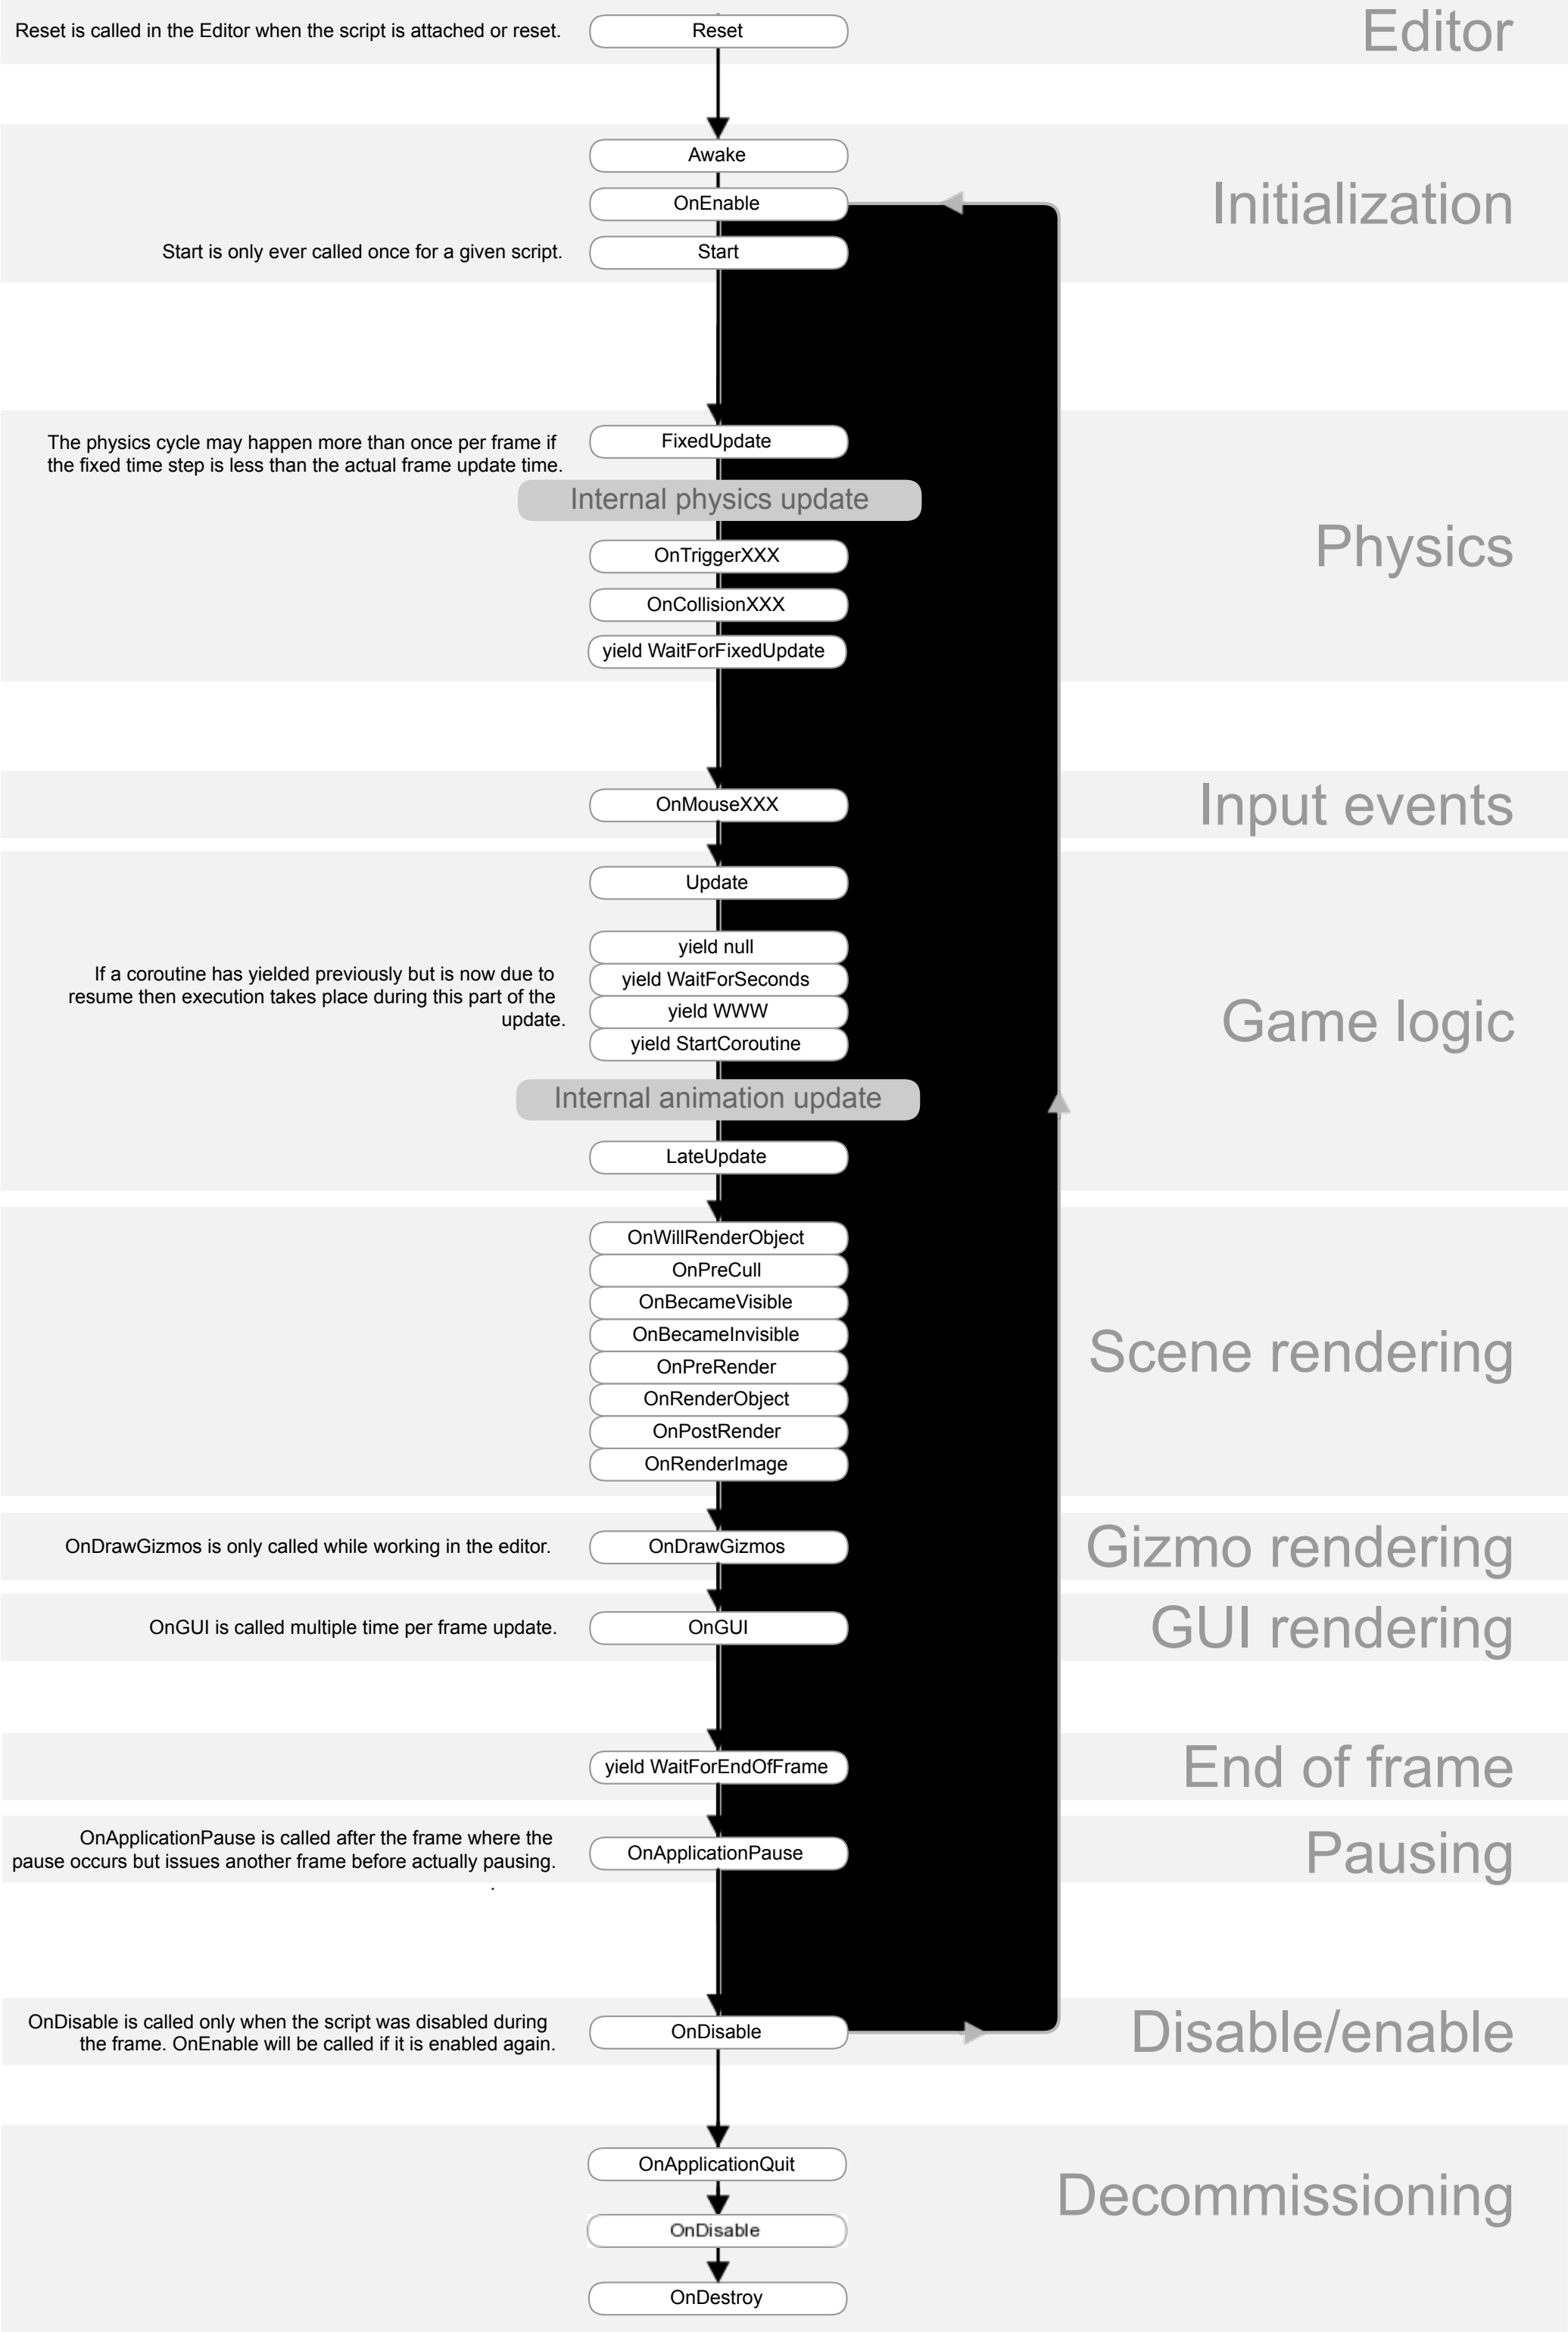 Reset is called in the Editor when the script is attached or reset.
Reset
Editor
Awake
OnEnable
Initialization
Start is only ever called once for a given script.
Start
The physics cycle may happen more than once per frame if
the fixed time step is less than the actual frame update time.
FixedUpdate
Internal physics update
Physics
OnTriggerXXX
OnCollisionXXX
yield WaitForFixedUpdate
OnMouseXXX
Input events
Update
If a coroutine has yielded previously but is now due to
resume then execution takes place during this part of the
update.
yield null
yield WaitForSeconds
yield WWW
yield StartCoroutine
Game logic
Internal animation update
LateUpdate
OnWillRenderObject
OnPreCull
OnBecameVisible
OnBecameInvisible
OnPreRender
OnRenderObject
OnPostRender
OnRenderImage
Scene rendering
OnDrawGizmos is only called while working in the editor.
OnDrawGizmos
Gizmo rendering
OnGUI is called multiple time per frame update.
OnGUI
GUI rendering
yield WaitForEndOfFrame
End of frame
OnApplicationPause is called after the frame where the
pause occurs but issues another frame before actually pausing.
.
OnApplicationPause
Pausing
OnDisable is called only when the script was disabled during
the frame. OnEnable will be called if it is enabled again.
OnDisable
Disable/enable
OnApplicationQuit
Decommissioning
OnDisable
OnDestroy